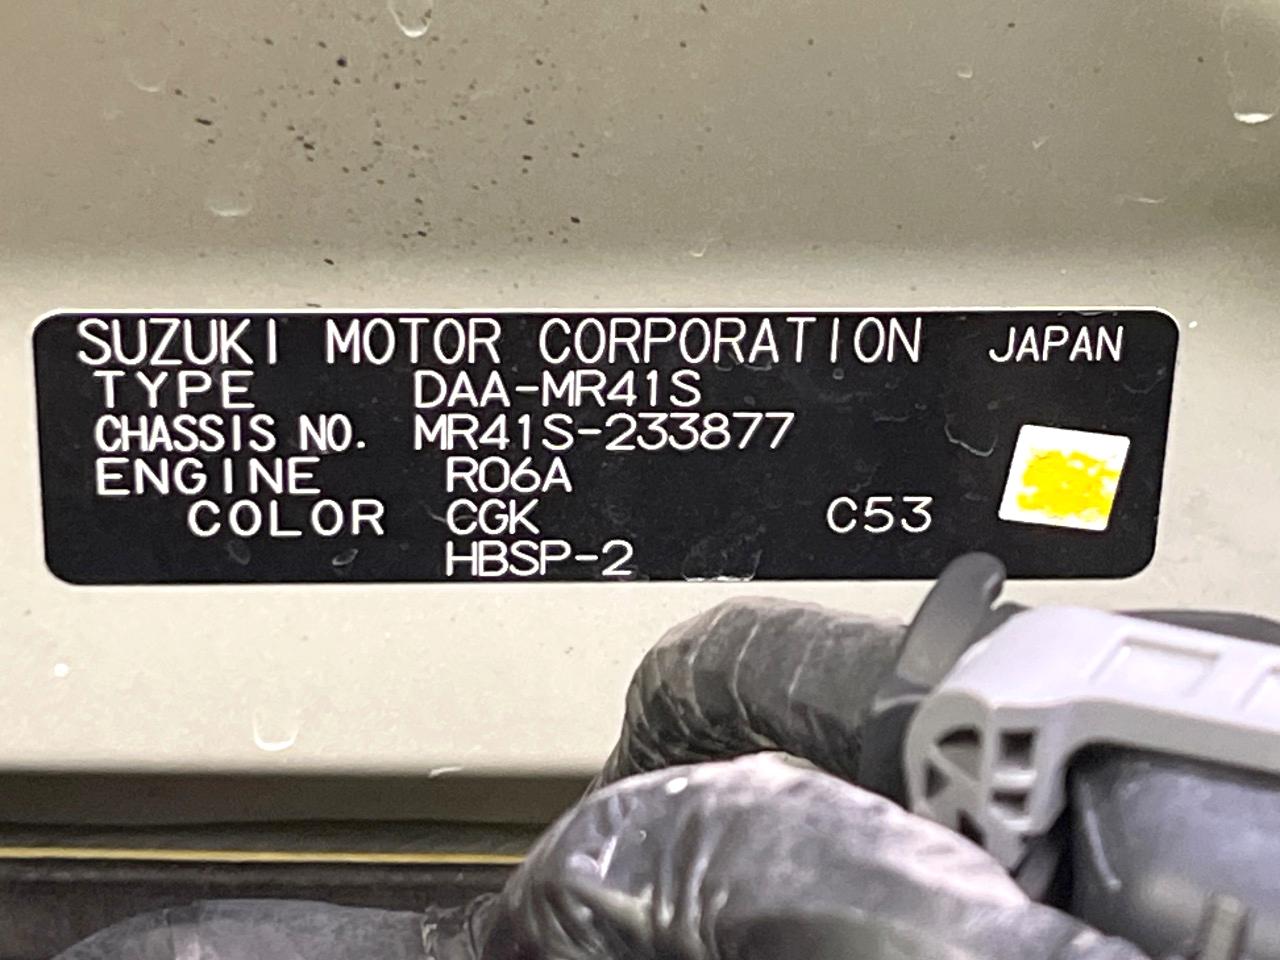 SUZUKI MOTOR CORPORATION JAPAN
TYPE DAA-MR41S
CHASSIS NO. MR41S-233877
ENGINE R06A
COLOR CGK C53
HBSP-2